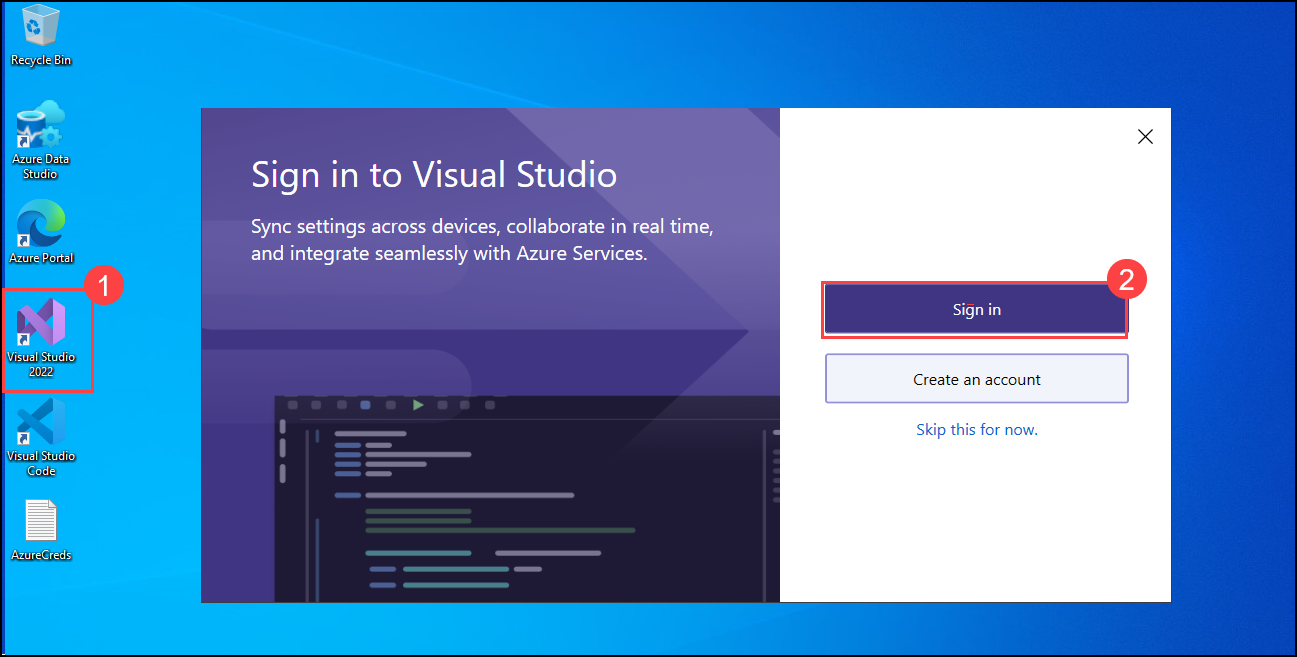 Recycle Bin
Azure Data
Studio
Azure Portal
1
Visual Studio
2022
Visual Studio
Code
AzureCreds
Sign in to Visual Studio
Sync settings across devices, collaborate in real time,
and integrate seamlessly with Azure Services.
2
Sign in
Create an account
Skip this for now.